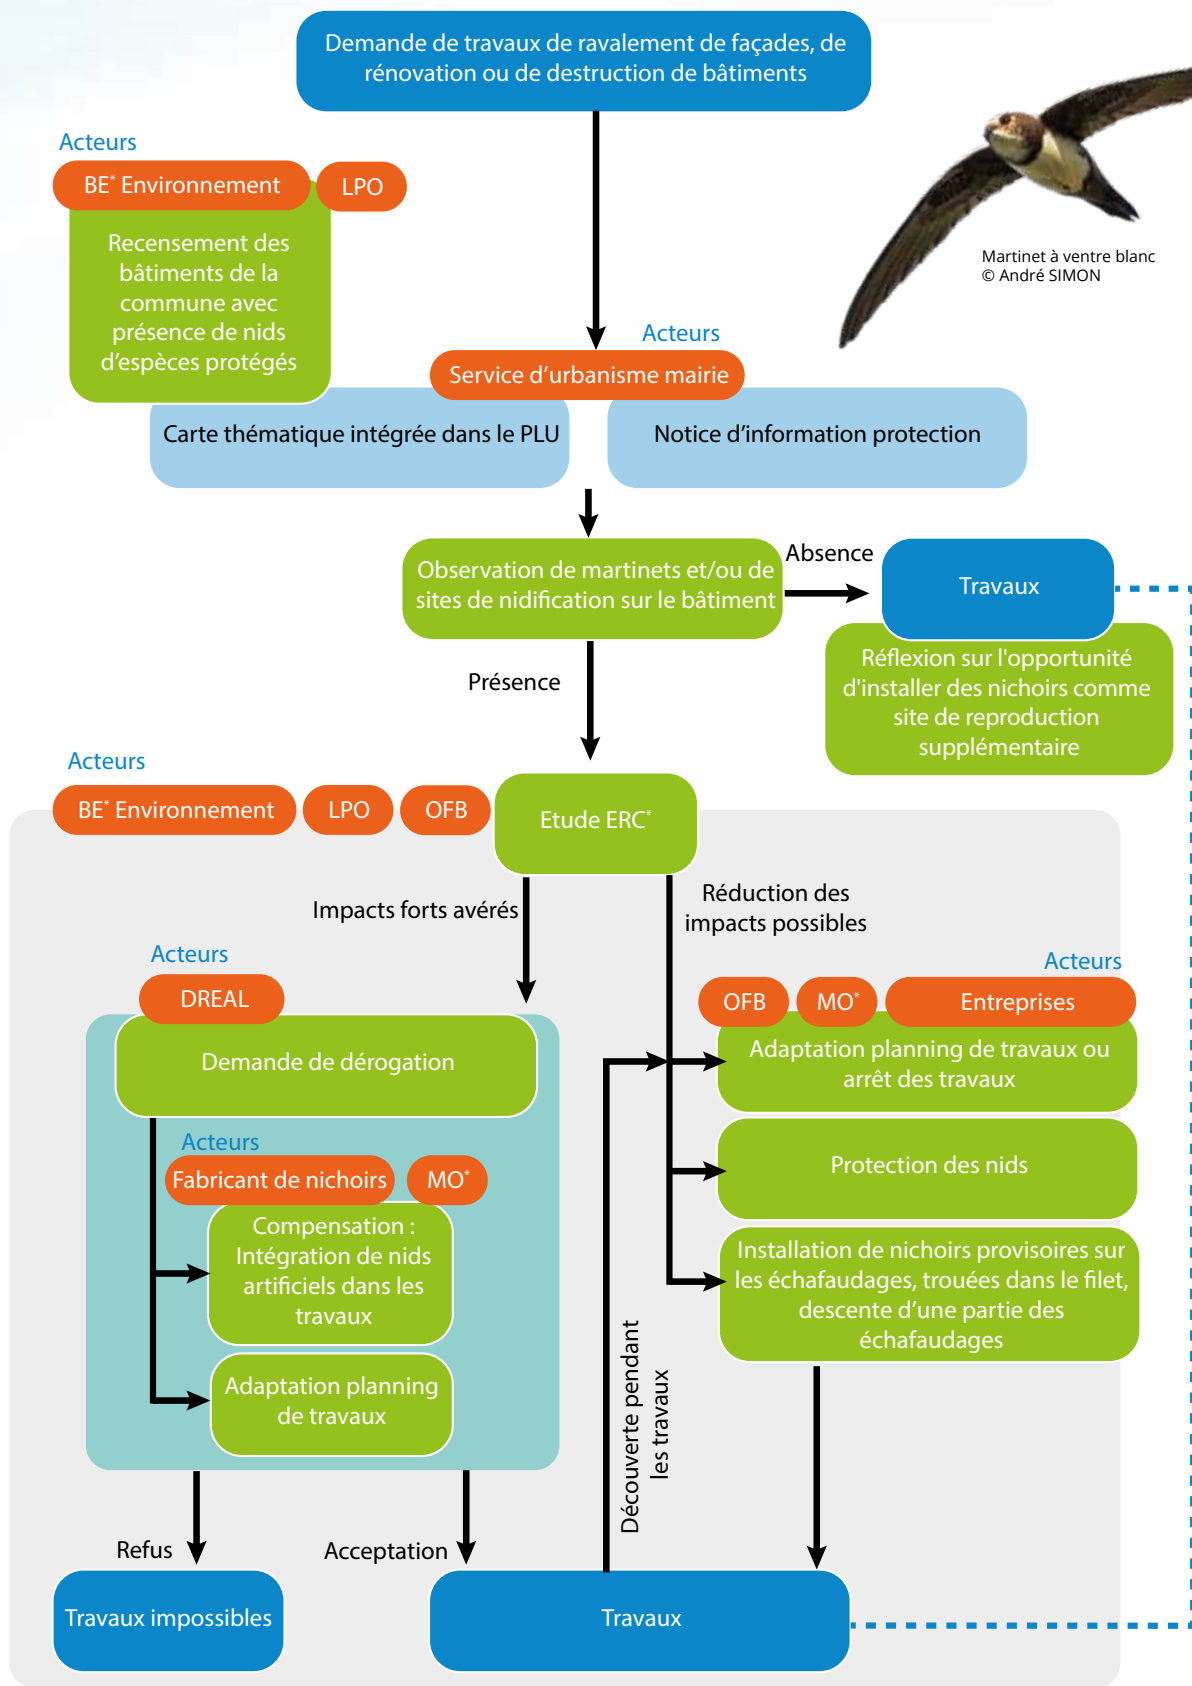 Demande de travaux de ravalement de façades, de
rénovation ou de destruction de bâtiments
Acteurs
BE* Environnement
LPO
Recensement des
bâtiments de la
commune avec
présence de nids
d'espèces protégés
Martinet à ventre blanc
© André SIMON
Acteurs
Service d'urbanisme mairie
Carte thématique intégrée dans le PLU
Notice d'information protection
Observation de martinets et/ou de
sites de nidification sur le bâtiment
Absence
Travaux
Réflexion sur l'opportunité
d'installer des nichoirs comme
site de reproduction
supplémentaire
Présence
Acteurs
BE* Environnement
LPO
OFB
Etude ERC*
Impacts forts avérés
Réduction des
impacts possibles
Acteurs
DREAL
Demande de dérogation
Acteurs
Fabricant de nichoirs
MO*
Compensation :
Intégration de nids
artificiels dans les
travaux
Adaptation planning
de travaux
Acteurs
OFB
MO*
Entreprises
Adaptation planning de travaux ou
arrêt des travaux
Protection des nids
Installation de nichoirs provisoires sur
les échafaudages, trouées dans le filet,
descente d'une partie des
échafaudages
Découverte pendant
les travaux
Refus
Acceptation
Travaux impossibles
Travaux